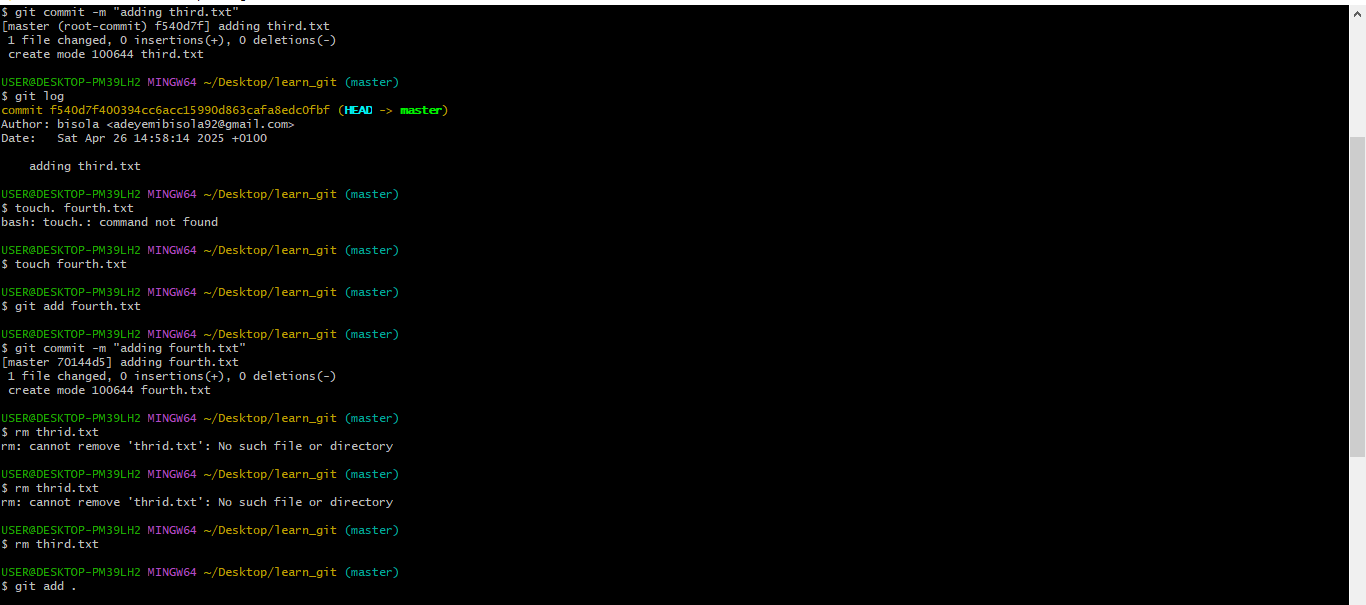 $ git commit -m "adding third.txt"
[master (root-commit) f540d7f] adding third.txt
 1 file changed, 0 insertions(+), 0 deletions(-)
 create mode 100644 third.txt
USER@DESKTOP-PM39LH2 MINGW64 ~/Desktop/learn_git (master)
$ git log
commit f540d7f400394cc6acc15990d863cafa8edc0fbf (HEAD -> master)
Author: bisola <adeyemibisola92@gmail.com>
Date:   Sat Apr 26 14:58:14 2025 +0100
    adding third.txt
USER@DESKTOP-PM39LH2 MINGW64 ~/Desktop/learn_git (master)
$ touch. fourth.txt
bash: touch.: command not found
USER@DESKTOP-PM39LH2 MINGW64 ~/Desktop/learn_git (master)
$ touch fourth.txt
USER@DESKTOP-PM39LH2 MINGW64 ~/Desktop/learn_git (master)
$ git add fourth.txt
USER@DESKTOP-PM39LH2 MINGW64 ~/Desktop/learn_git (master)
$ git commit -m "adding fourth.txt"
[master 70144d5] adding fourth.txt
 1 file changed, 0 insertions(+), 0 deletions(-)
 create mode 100644 fourth.txt
USER@DESKTOP-PM39LH2 MINGW64 ~/Desktop/learn_git (master)
$ rm thrid.txt
rm: cannot remove 'thrid.txt': No such file or directory
USER@DESKTOP-PM39LH2 MINGW64 ~/Desktop/learn_git (master)
$ rm thrid.txt
rm: cannot remove 'thrid.txt': No such file or directory
USER@DESKTOP-PM39LH2 MINGW64 ~/Desktop/learn_git (master)
$ rm third.txt
USER@DESKTOP-PM39LH2 MINGW64 ~/Desktop/learn_git (master)
$ git add .